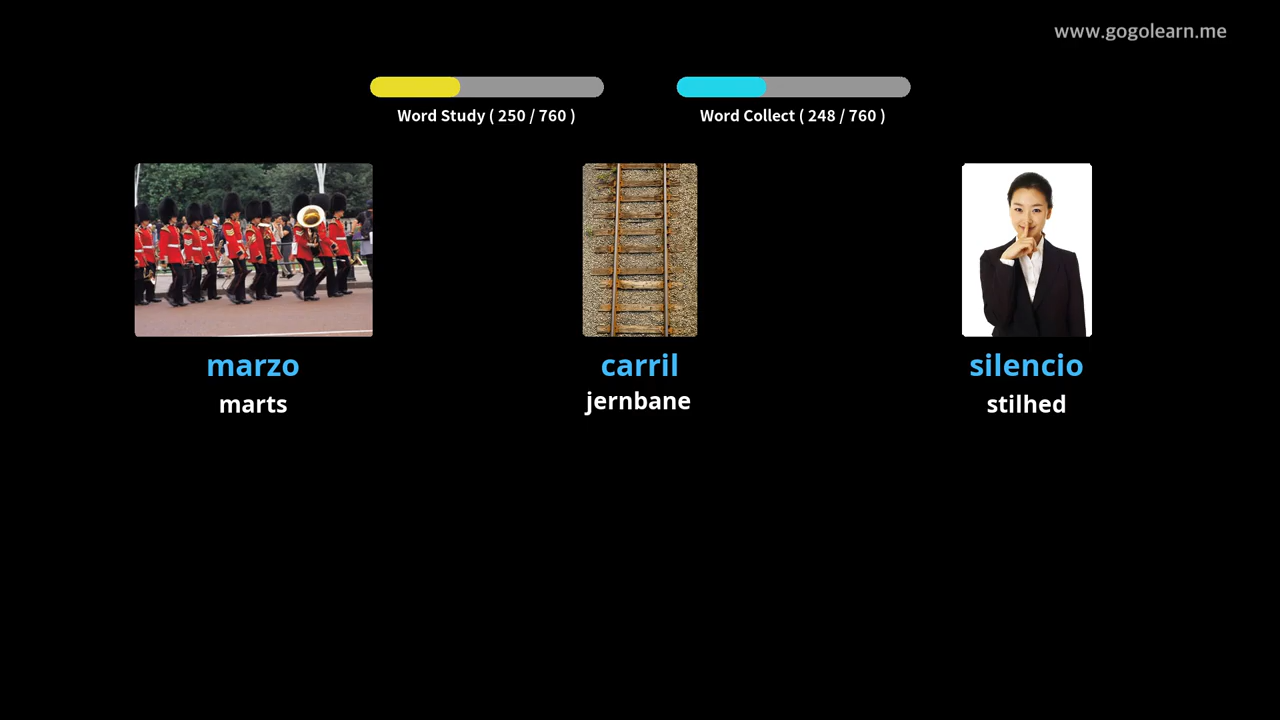 www.gogolearn.me
Word Study ( 250 / 760 )
Word Collect ( 248 / 760 )
marzo
marts
carril
jernbane
silencio
stilhed